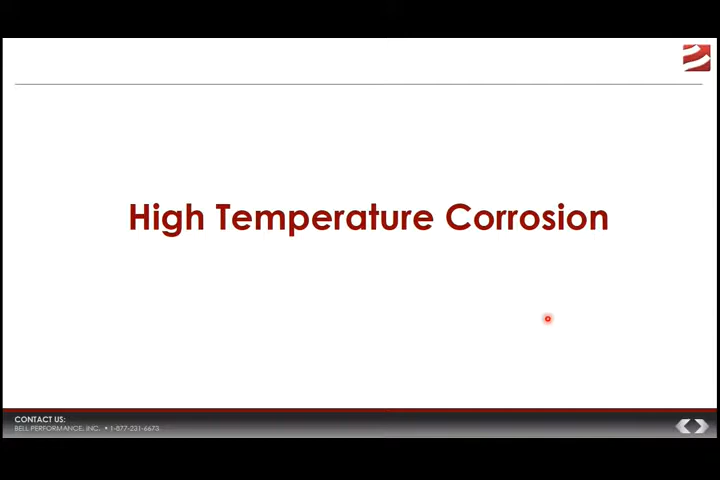 High Temperature Corrosion
CONTACT US:
BELL PERFORMANCE, INC. • 1-877-231-6673